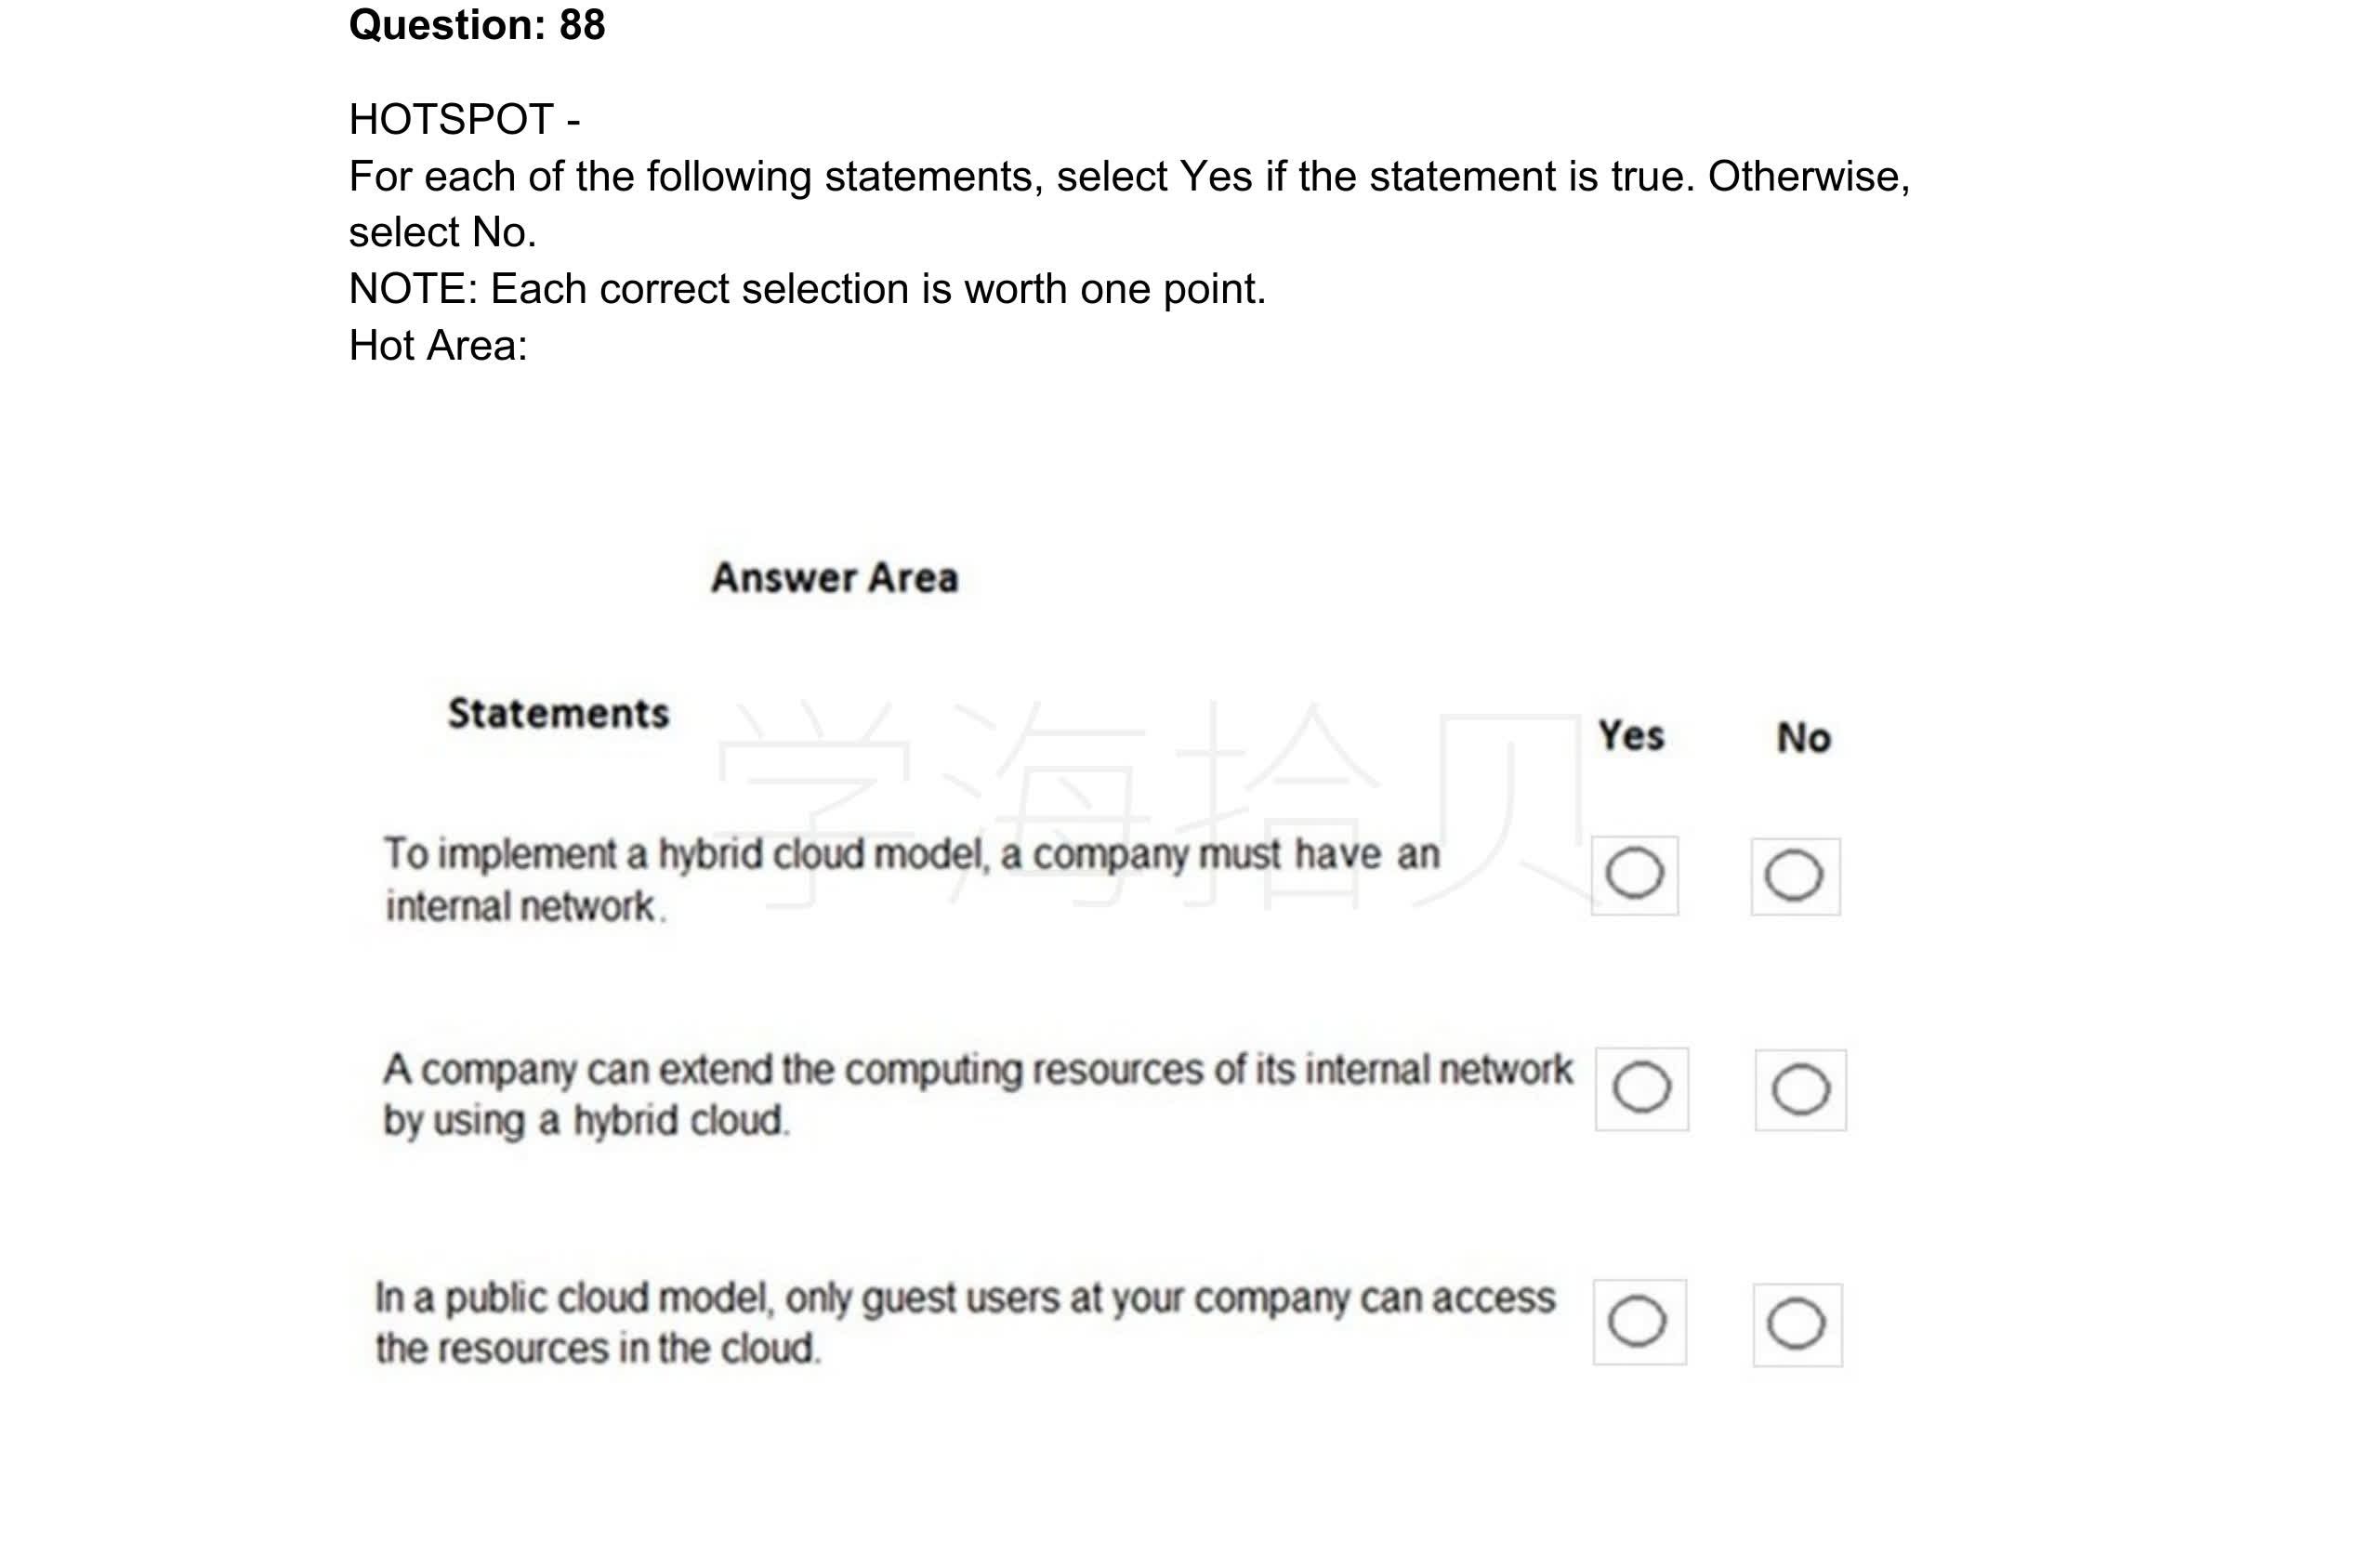 Question: 88
HOTSPOT -
For each of the following statements, select Yes if the statement is true. Otherwise,
select No.
NOTE: Each correct selection is worth one point.
Hot Area:
Answer Area
Statements
Yes No
学海拾贝
To implement a hybrid cloud model, a company must have an
internal network.
A company can extend the computing resources of its internal network
by using a hybrid cloud.
In a public cloud model, only guest users at your company can access
the resources in the cloud.